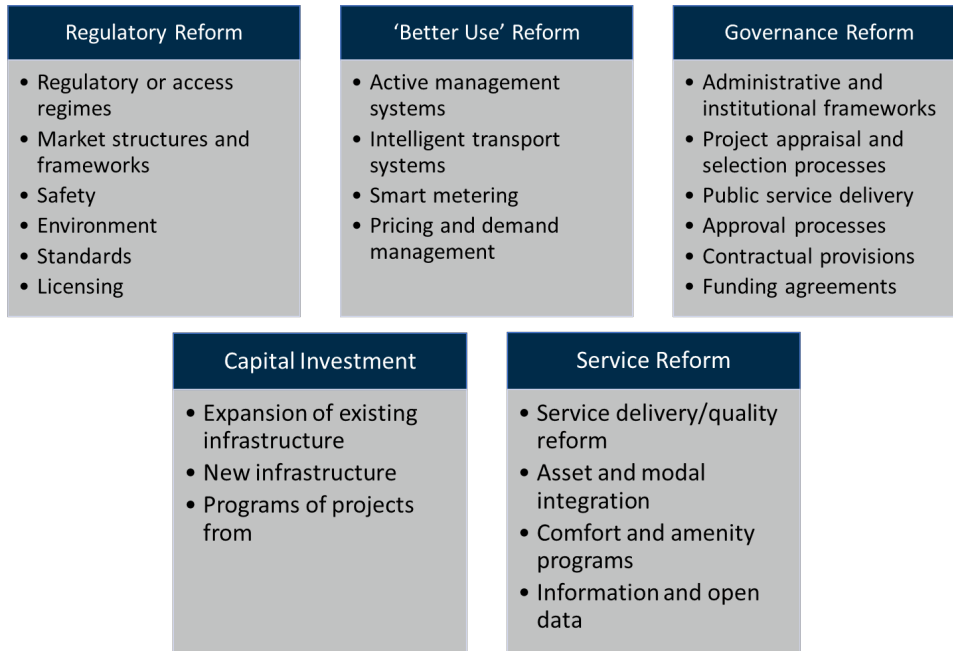 Regulatory Reform
• Regulatory or access
regimes
• Market structures and
frameworks
• Safety
• Environment
• Standards
• Licensing
‘Better Use’ Reform
• Active management
systems
• Intelligent transport
systems
• Smart metering
• Pricing and demand
management
Governance Reform
• Administrative and
institutional frameworks
• Project appraisal and
selection processes
• Public service delivery
• Approval processes
• Contractual provisions
• Funding agreements
Capital Investment
• Expansion of existing
infrastructure
• New infrastructure
• Programs of projects
from
Service Reform
• Service delivery/quality
reform
• Asset and modal
integration
• Comfort and amenity
programs
• Information and open
data